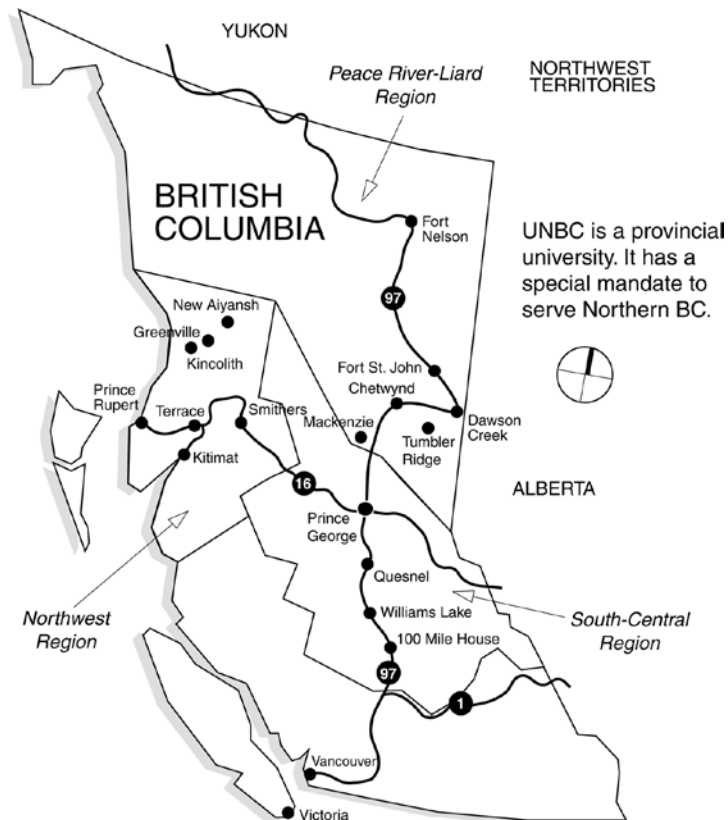 YUKON
Peace River-Liard
Region
NORTHWEST
TERRITORIES
BRITISH
COLUMBIA
Fort
Nelson
UNBC is a provincial
university. It has a
special mandate to
serve Northern BC.
97
New Aiyansh
Greenville
Kincolith
Fort St. John
Chetwynd
Prince
Rupert
Terrace
Smithers
Mackenzie
Dawson
Creek
Tumbler
Ridge
Kitimat
16
ALBERTA
Prince
George
Quesnel
Northwest
Region
Williams Lake
South-Central
Region
100 Mile House
97
1
Vancouver
Victoria